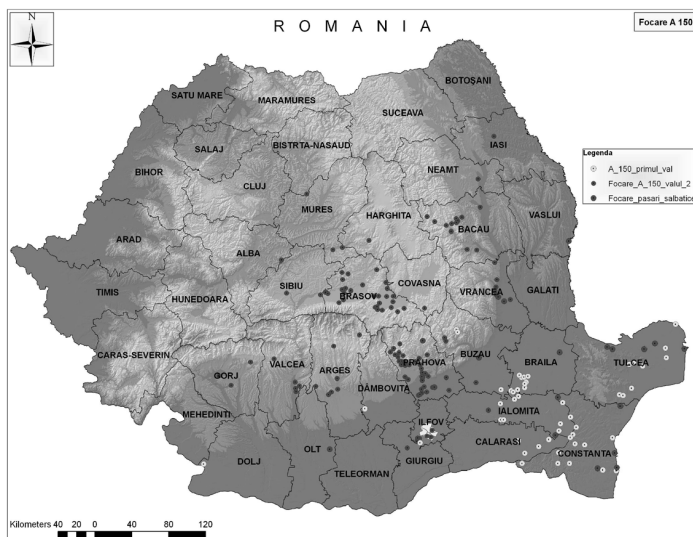 R O M A N I A
Focare A 150
N
BOTOŞANI
SATU MARE
MARAMURES
SUCEAVA
SALAJ
BISTRTA-NASAUD
IASI
BIHOR
NEAMT
CLUJ
MURES
HARGHITA
BACAU
VASLUI
ARAD
ALBA
TIMIS
HUNEDOARA
SIBIU
BRASOV
COVASNA
VRANCEA
GALATI
CARAS-SEVERIN
GORJ
VALCEA
ARGES
PRAHOVA
BUZAU
BRAILA
TULCEA
MEHEDINTI
DÂMBOVITA
ILFOV
IALOMITA
DOLJ
OLT
TELEORMAN
GIURGIU
CALARASI
CONSTANTA
Legenda
A_150_primul_val
Focare_A_150_valul_2
Focare_pasari_salbatice
Kilometers 40 20 0 40 80 120